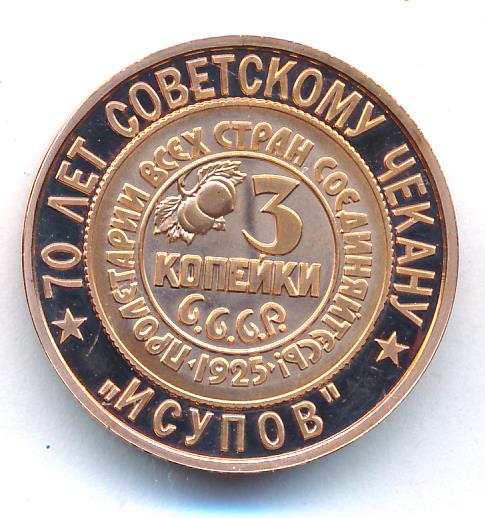 70 ЛЕТ СОВЕТСКОМУ ЧЕКАНУ
"ИСУПОВ"
ПРОЛЕТАРИИ ВСЕХ СТРАН СОЕДИНЯЙТЕСЬ!
1925
3
КОПЕЙКИ
С.С.С.Р.